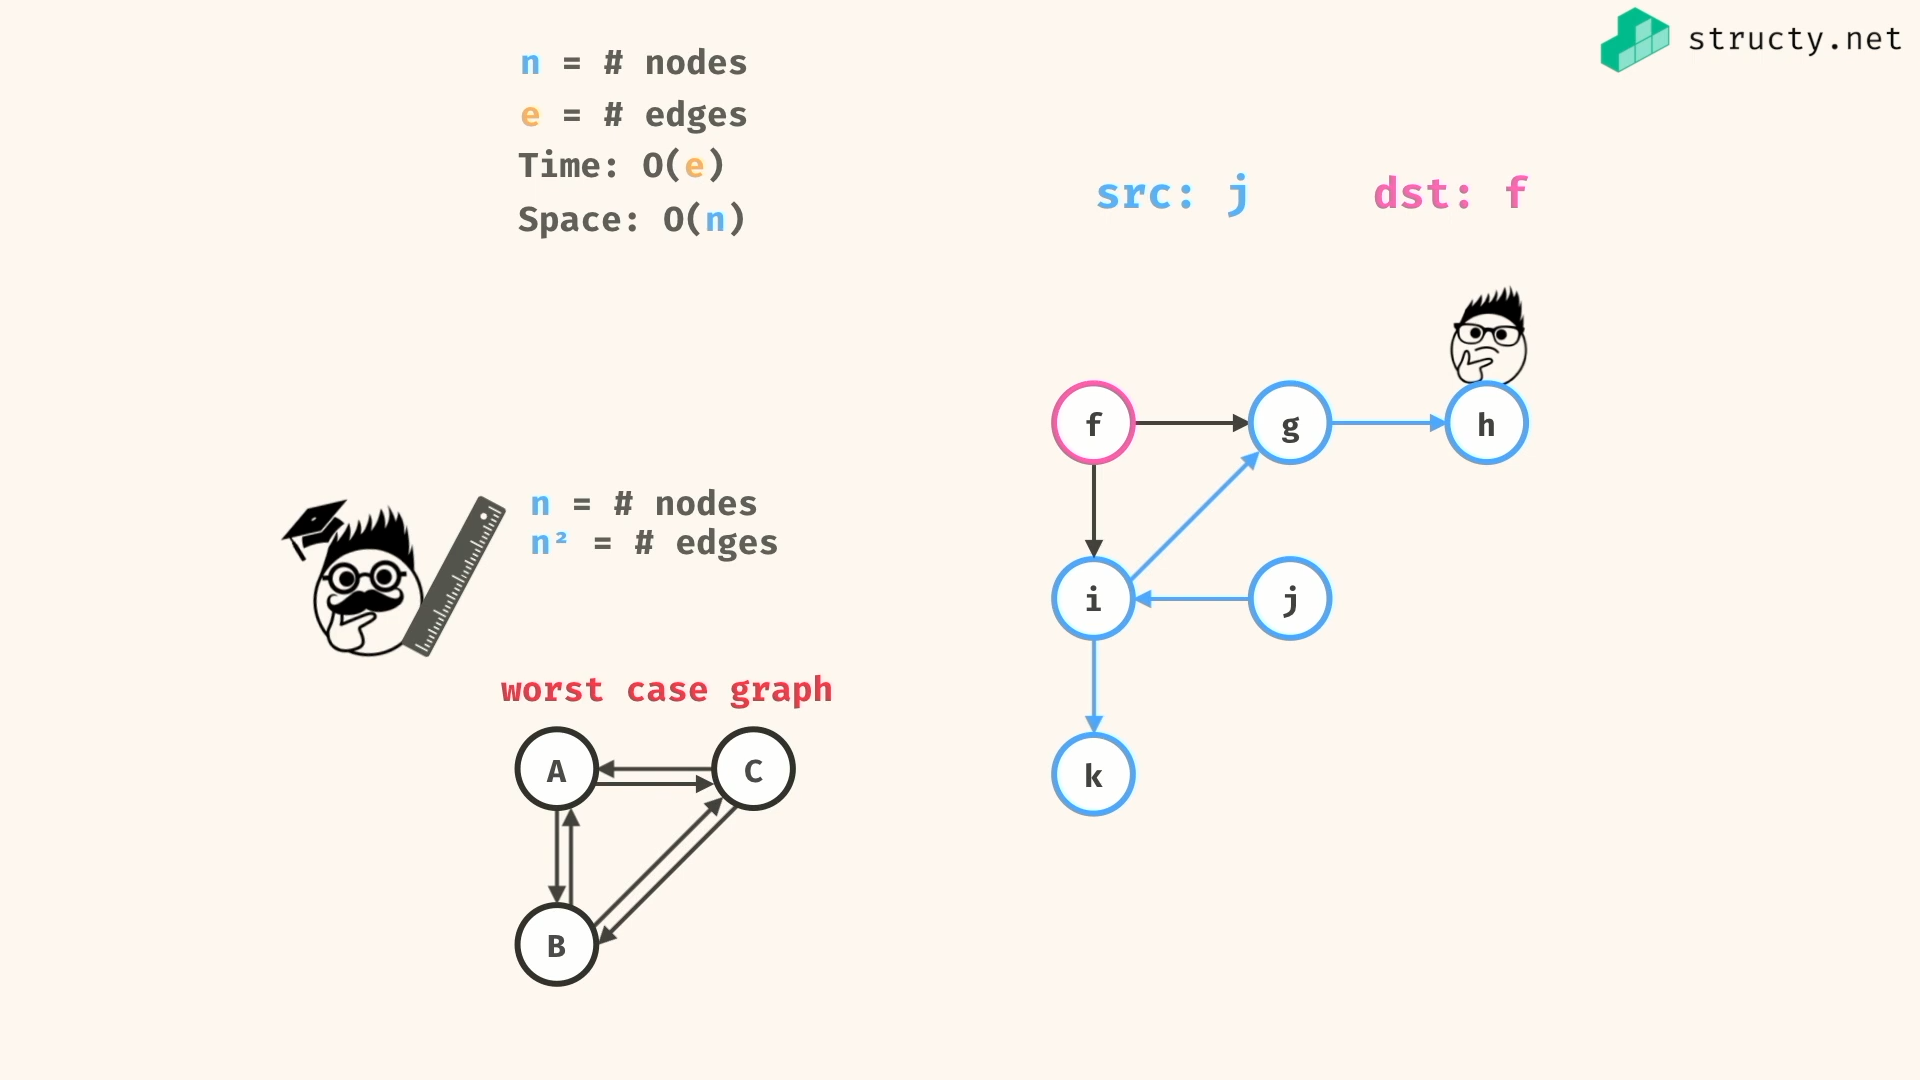 structy.net
n = # nodes
e = # edges
Time: O(e)
Space: O(n)
src: j
dst: f
f
g
h
i
j
k
n = # nodes
n² = # edges
worst case graph
A
C
B